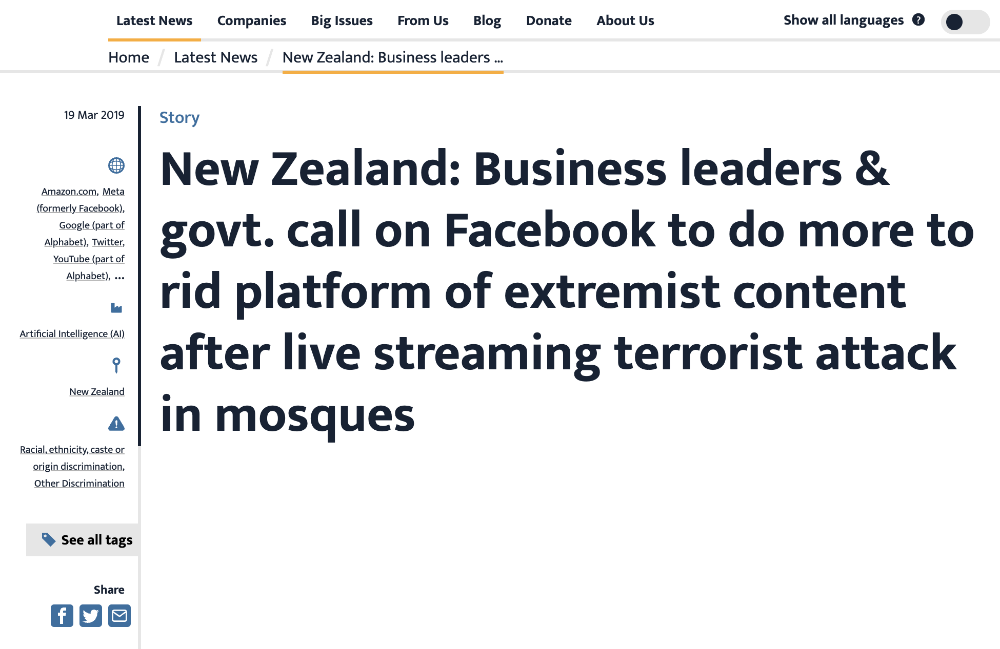 Latest News Companies Big Issues From Us Blog Donate About Us Show all languages ?
Home / Latest News / New Zealand: Business leaders ...
19 Mar 2019
Amazon.com, Meta
(formerly Facebook),
Google (part of
Alphabet), Twitter,
YouTube (part of
Alphabet), ...
Artificial Intelligence (AI)
New Zealand
Racial, ethnicity, caste or
origin discrimination,
Other Discrimination
See all tags
Share
Story
New Zealand: Business leaders &
govt. call on Facebook to do more to
rid platform of extremist content
after live streaming terrorist attack
in mosques